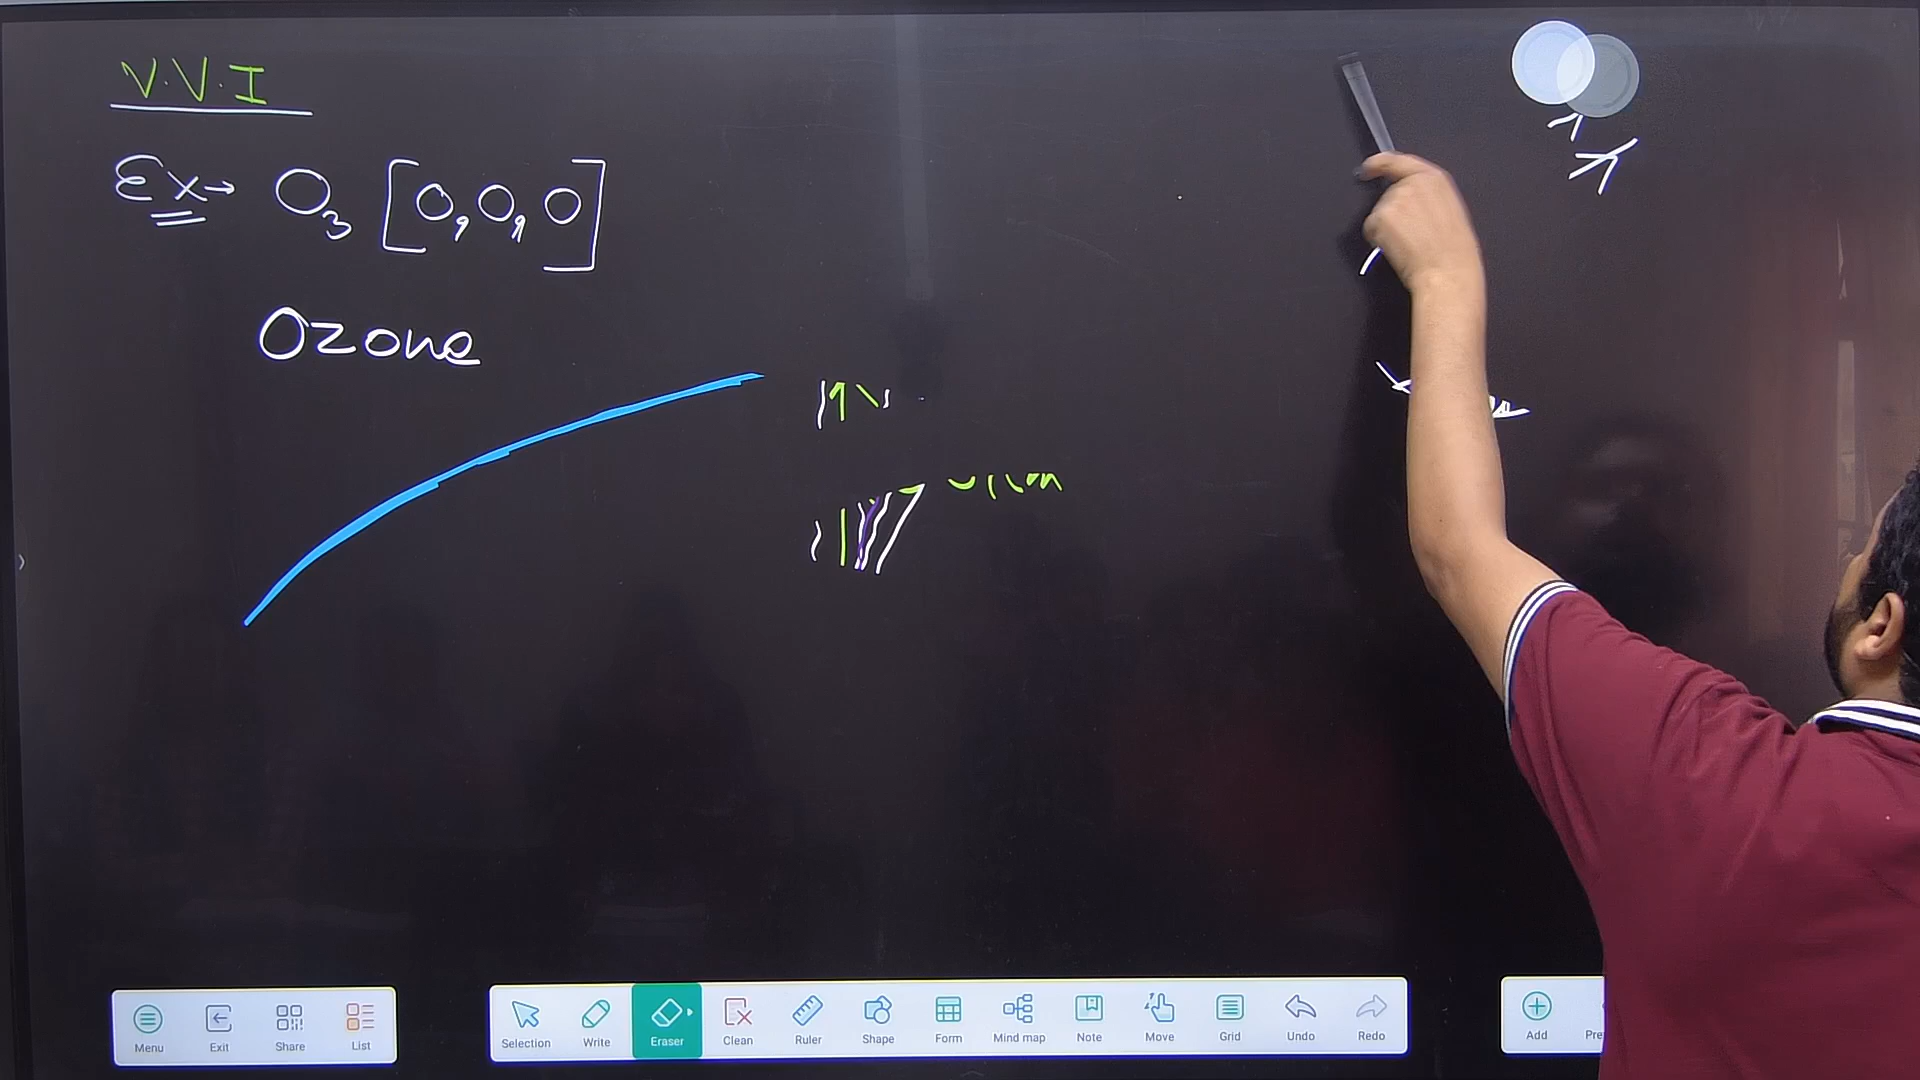 V.V.I
Ex→ O₃ [O, O, O]
Ozone
Menu Exit Share List
Selection Write Eraser Clean Ruler Shape Form Mind map Note Move Grid Undo Redo
Add